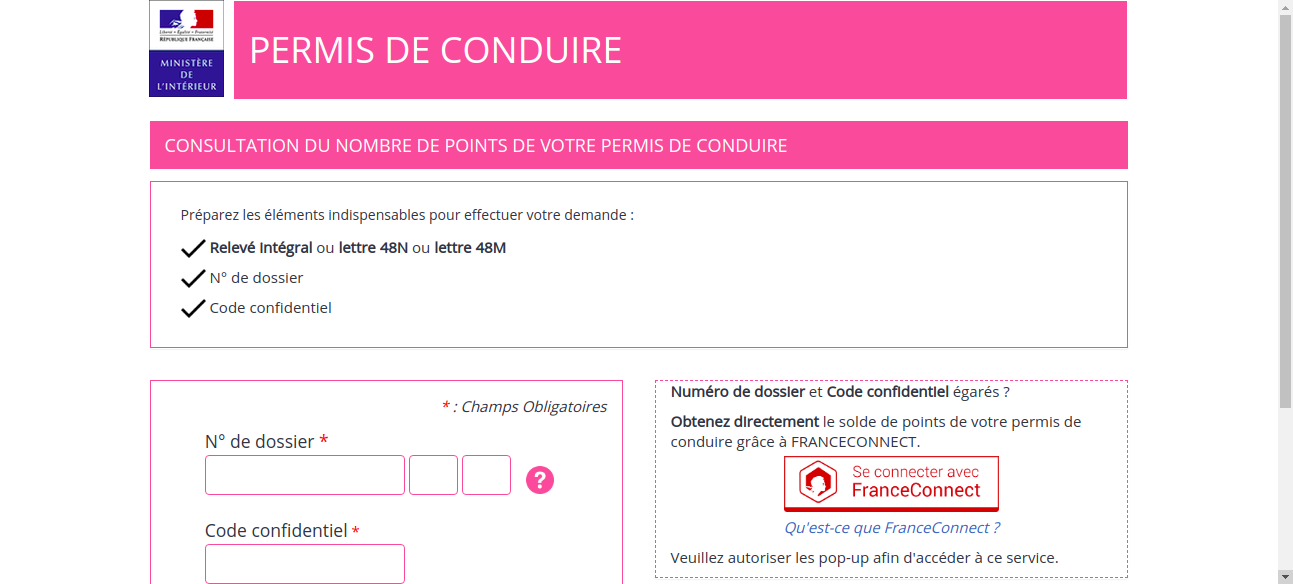 Liberté • Égalité • Fraternité
RÉPUBLIQUE FRANÇAISE
MINISTÈRE
DE
L'INTÉRIEUR
PERMIS DE CONDUIRE
CONSULTATION DU NOMBRE DE POINTS DE VOTRE PERMIS DE CONDUIRE
Préparez les éléments indispensables pour effectuer votre demande :
Relevé Intégral ou lettre 48N ou lettre 48M
N° de dossier
Code confidentiel
* : Champs Obligatoires
N° de dossier *
?
Code confidentiel *
Numéro de dossier et Code confidentiel égarés ?
Obtenez directement le solde de points de votre permis de
conduire grâce à FRANCECONNECT.
Se connecter avec
FranceConnect
Qu'est-ce que FranceConnect ?
Veuillez autoriser les pop-up afin d'accéder à ce service.